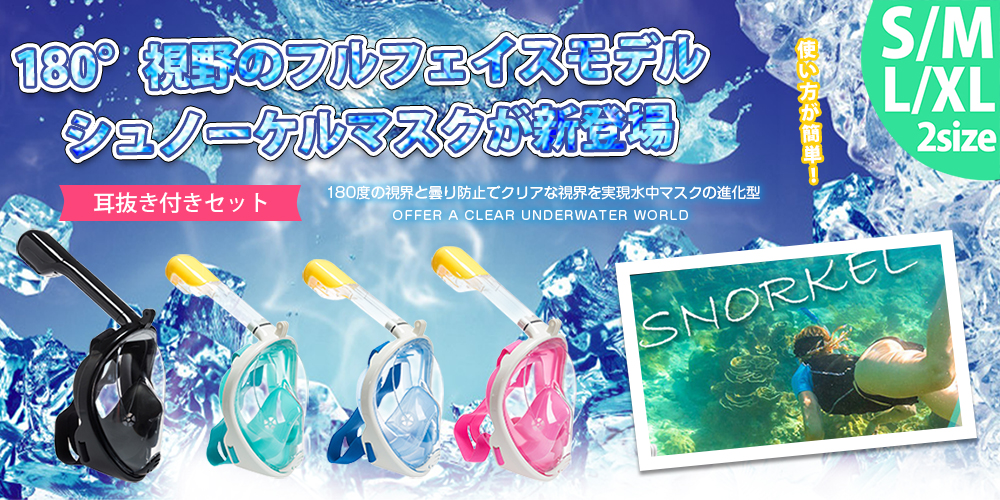 180°視野のフルフェイスモデル
シュノーケルマスクが新登場
使い方が簡単！
S/M
L/XL
2size
耳抜き付きセット
180度の視界と曇り防止でクリアな視界を実現水中マスクの進化型
OFFER A CLEAR UNDERWATER WORLD
SNORKEL